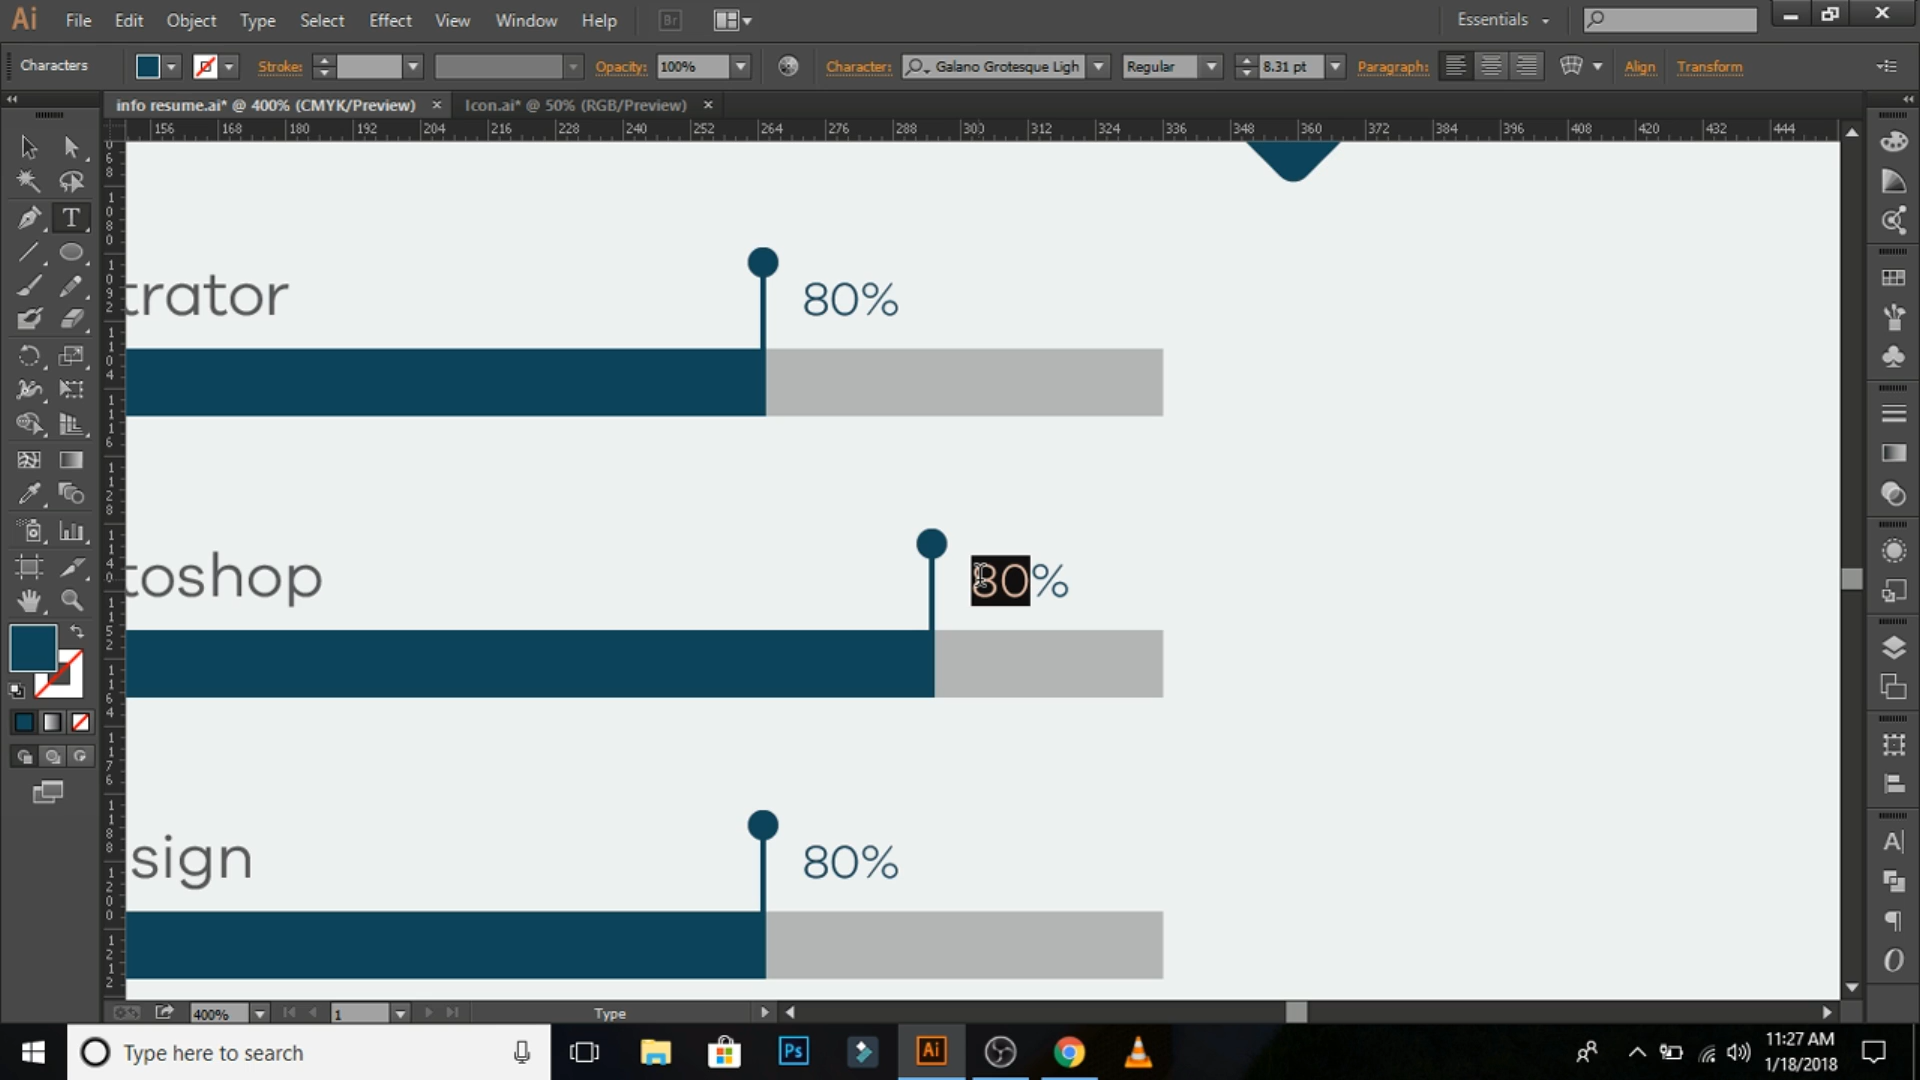 Ai File Edit Object Type Select Effect View Window Help Br Essentials
Characters Stroke: Opacity: 100% Character: Galano Grotesque Ligh Regular 8.31 pt Paragraph: Align Transform
info resume.ai* @ 400% (CMYK/Preview) × Icon.ai* @ 50% (RGB/Preview) ×
156 168 180 192 204 216 228 240 252 264 276 288 300 312 324 336 348 360 372 384 396 408 420 432 444
trator
80%
toshop
80%
sign
80%
400% 1 Type
Type here to search
Ps
Ai
11:27 AM
1/18/2018